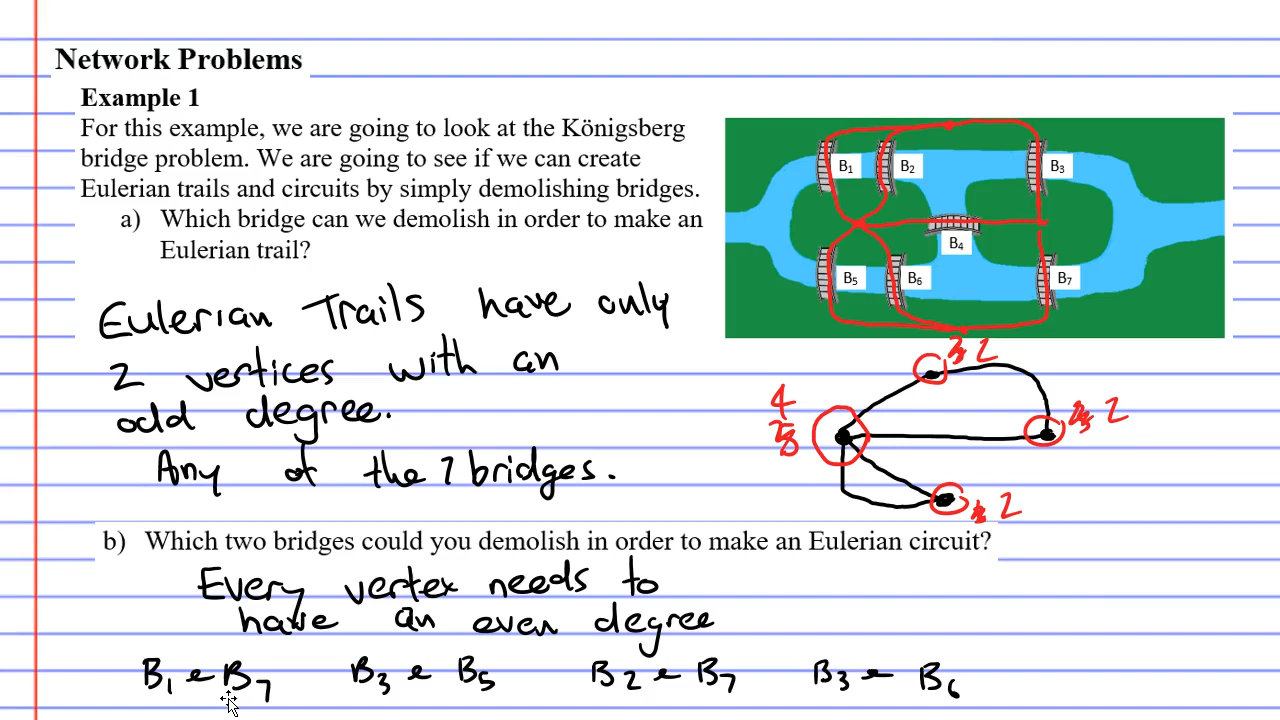 Network Problems
Example 1
For this example, we are going to look at the Königsberg
bridge problem. We are going to see if we can create
Eulerian trails and circuits by simply demolishing bridges.
a) Which bridge can we demolish in order to make an
Eulerian trail?
B1 B2 B3
B4
B5 B6 B7
Eulerian Trails have only
2 vertices with an
odd degree.
Any of the 7 bridges.
2
4
2
2
b) Which two bridges could you demolish in order to make an Eulerian circuit?
Every vertex needs to
have an even degree
B1 e B7 B3 e B5 B2 e B7 B3 e B6